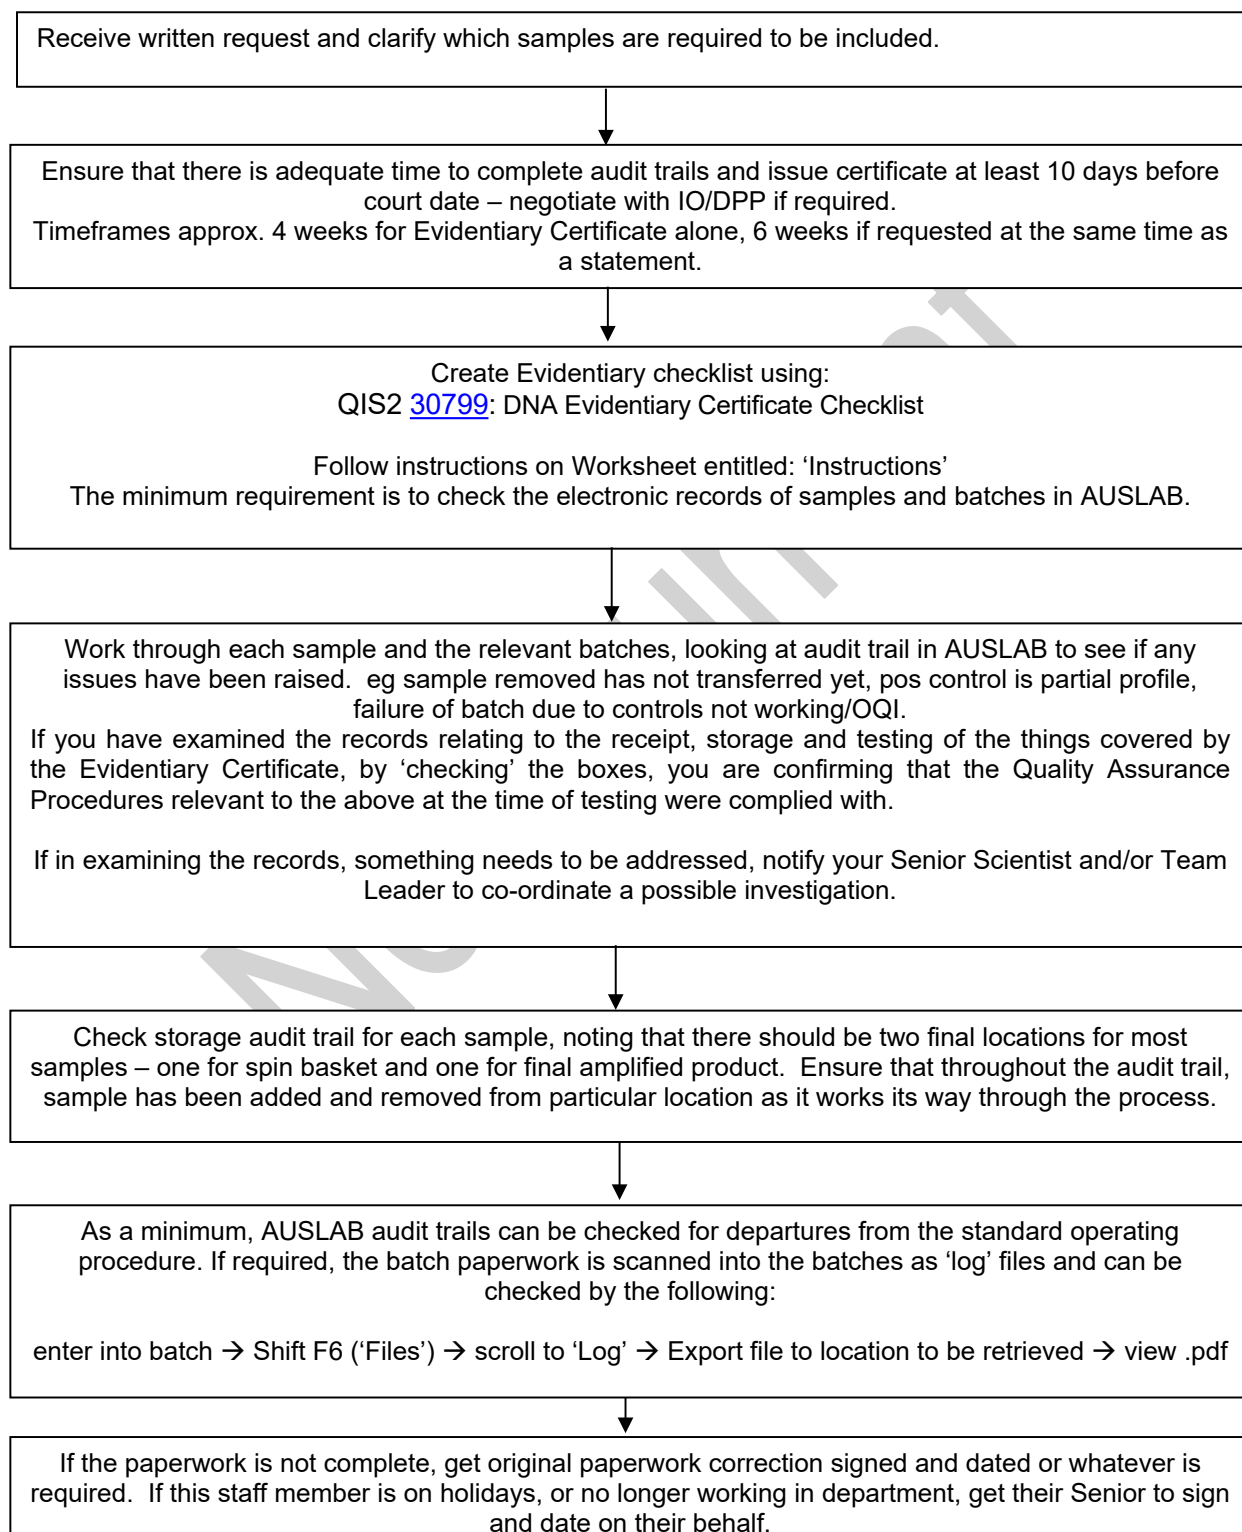 Receive written request and clarify which samples are required to be included.
Ensure that there is adequate time to complete audit trails and issue certificate at least 10 days before
court date – negotiate with IO/DPP if required.
Timeframes approx. 4 weeks for Evidentiary Certificate alone, 6 weeks if requested at the same time as
a statement.
Create Evidentiary checklist using:
QIS2 30799: DNA Evidentiary Certificate Checklist
Follow instructions on Worksheet entitled: ‘Instructions’
The minimum requirement is to check the electronic records of samples and batches in AUSLAB.
Work through each sample and the relevant batches, looking at audit trail in AUSLAB to see if any
issues have been raised.  eg sample removed has not transferred yet, pos control is partial profile,
failure of batch due to controls not working/OQI.
If you have examined the records relating to the receipt, storage and testing of the things covered by
the Evidentiary Certificate, by ‘checking’ the boxes, you are confirming that the Quality Assurance
Procedures relevant to the above at the time of testing were complied with.
If in examining the records, something needs to be addressed, notify your Senior Scientist and/or Team
Leader to co-ordinate a possible investigation.
Check storage audit trail for each sample, noting that there should be two final locations for most
samples – one for spin basket and one for final amplified product.  Ensure that throughout the audit trail,
sample has been added and removed from particular location as it works its way through the process.
As a minimum, AUSLAB audit trails can be checked for departures from the standard operating
procedure. If required, the batch paperwork is scanned into the batches as ‘log’ files and can be
checked by the following:
enter into batch → Shift F6 (‘Files’) → scroll to ‘Log’ → Export file to location to be retrieved → view .pdf
If the paperwork is not complete, get original paperwork correction signed and dated or whatever is
required.  If this staff member is on holidays, or no longer working in department, get their Senior to sign
and date on their behalf.